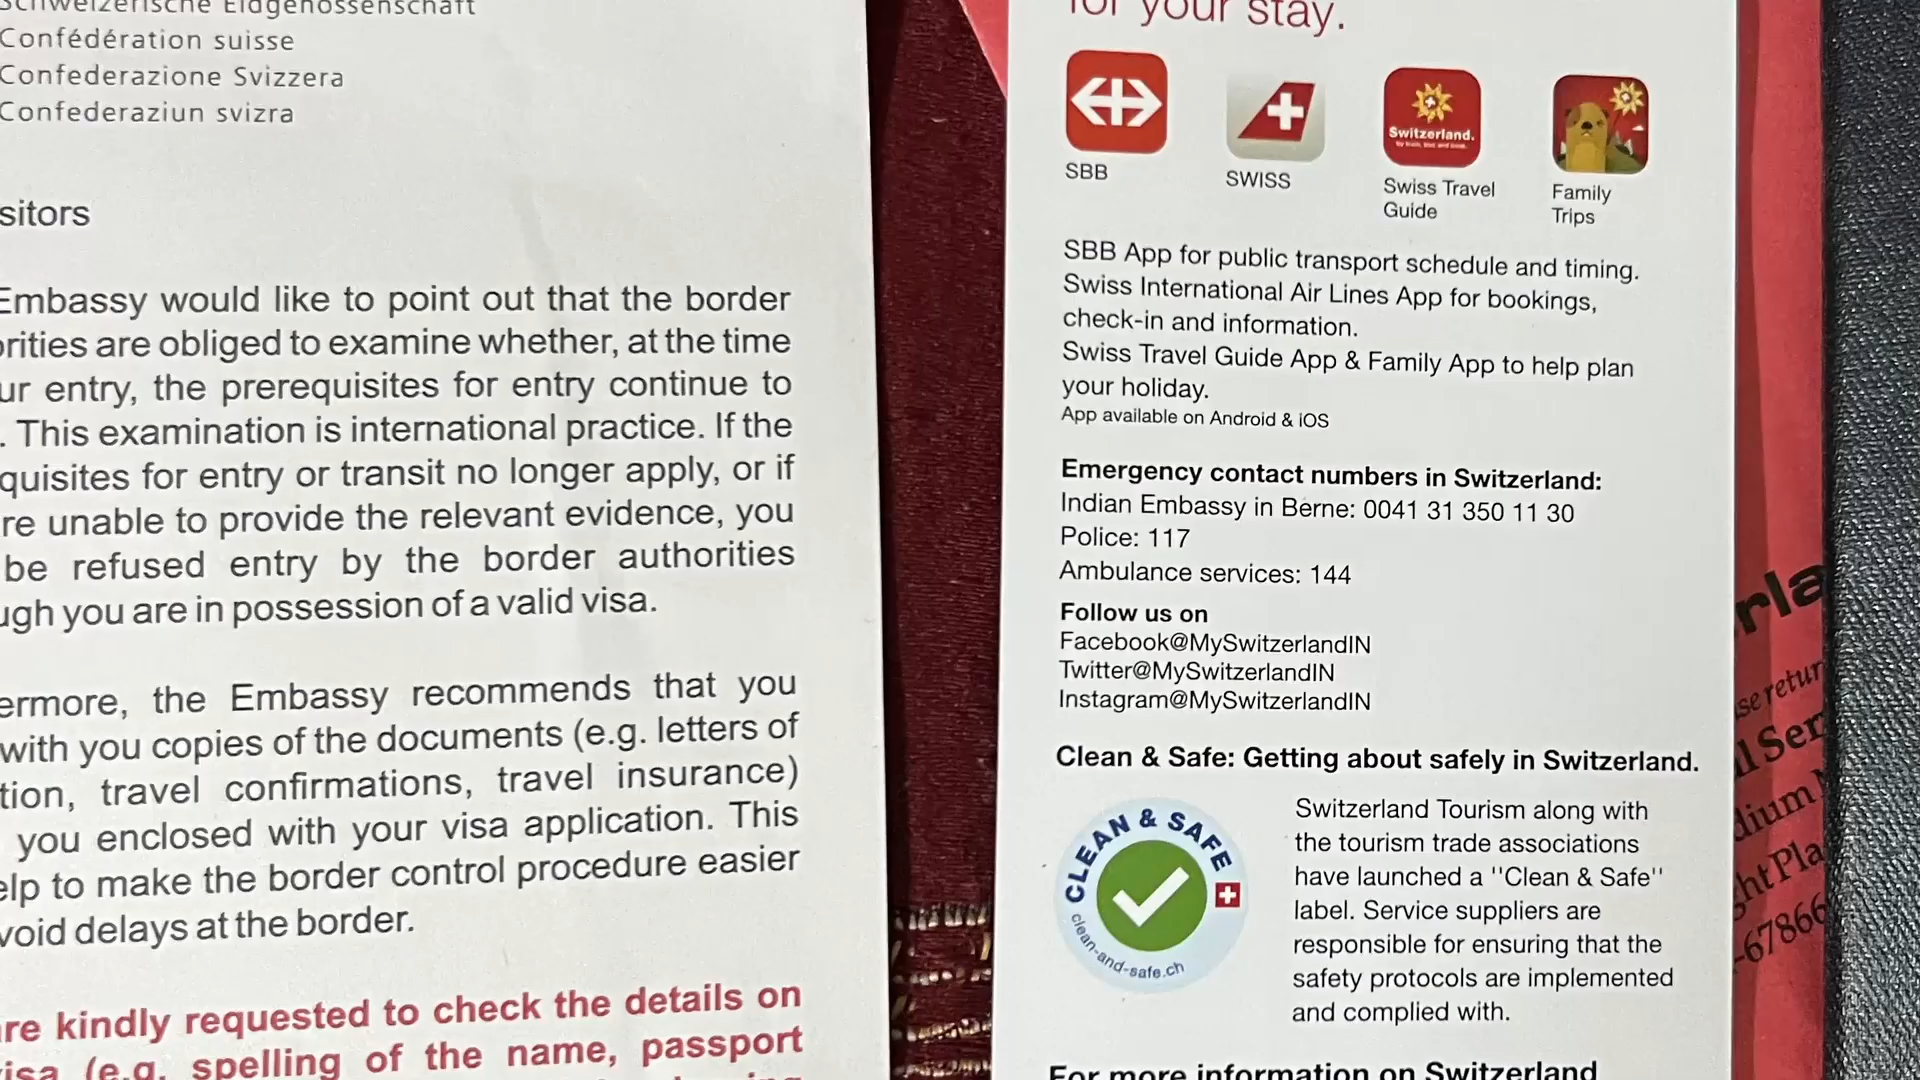 Schweizerische Eidgenossenschaft
Confédération suisse
Confederazione Svizzera
Confederaziun svizra
sitors
Embassy would like to point out that the border
orities are obliged to examine whether, at the time
ur entry, the prerequisites for entry continue to
. This examination is international practice. If the
quisites for entry or transit no longer apply, or if
re unable to provide the relevant evidence, you
be refused entry by the border authorities
ugh you are in possession of a valid visa.
ermore, the Embassy recommends that you
with you copies of the documents (e.g. letters of
tion, travel confirmations, travel insurance)
you enclosed with your visa application. This
elp to make the border control procedure easier
void delays at the border.
re kindly requested to check the details on
isa (e.g. spelling of the name, passport
for your stay.
Switzerland.
SBB
SWISS
Swiss Travel
Guide
Family
Trips
SBB App for public transport schedule and timing.
Swiss International Air Lines App for bookings,
check-in and information.
Swiss Travel Guide App & Family App to help plan
your holiday.
App available on Android & iOS
Emergency contact numbers in Switzerland:
Indian Embassy in Berne: 0041 31 350 11 30
Police: 117
Ambulance services: 144
Follow us on
Facebook@MySwitzerlandIN
Twitter@MySwitzerlandIN
Instagram@MySwitzerlandIN
Clean & Safe: Getting about safely in Switzerland.
CLEAN & SAFE
clean-and-safe.ch
Switzerland Tourism along with
the tourism trade associations
have launched a ''Clean & Safe''
label. Service suppliers are
responsible for ensuring that the
safety protocols are implemented
and complied with.
For more information on Switzerland
rla
se retur
l Ser
dium
ht Pla
-67866